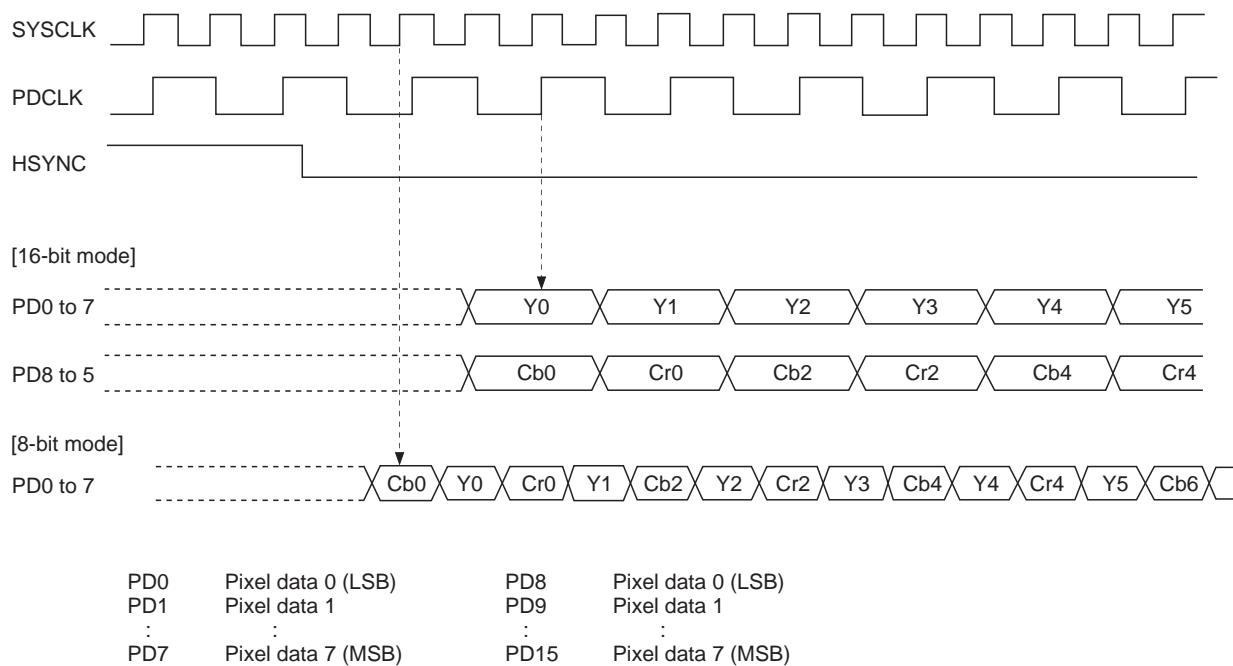 SYSCLK
PDCLK
HSYNC
[16-bit mode]
PD0 to 7 Y0 Y1 Y2 Y3 Y4 Y5
PD8 to 5 Cb0 Cr0 Cb2 Cr2 Cb4 Cr4
[8-bit mode]
PD0 to 7 Cb0 Y0 Cr0 Y1 Cb2 Y2 Cr2 Y3 Cb4 Y4 Cr4 Y5 Cb6
PD0 Pixel data 0 (LSB) PD8 Pixel data 0 (LSB)
PD1 Pixel data 1 PD9 Pixel data 1
: : : :
PD7 Pixel data 7 (MSB) PD15 Pixel data 7 (MSB)